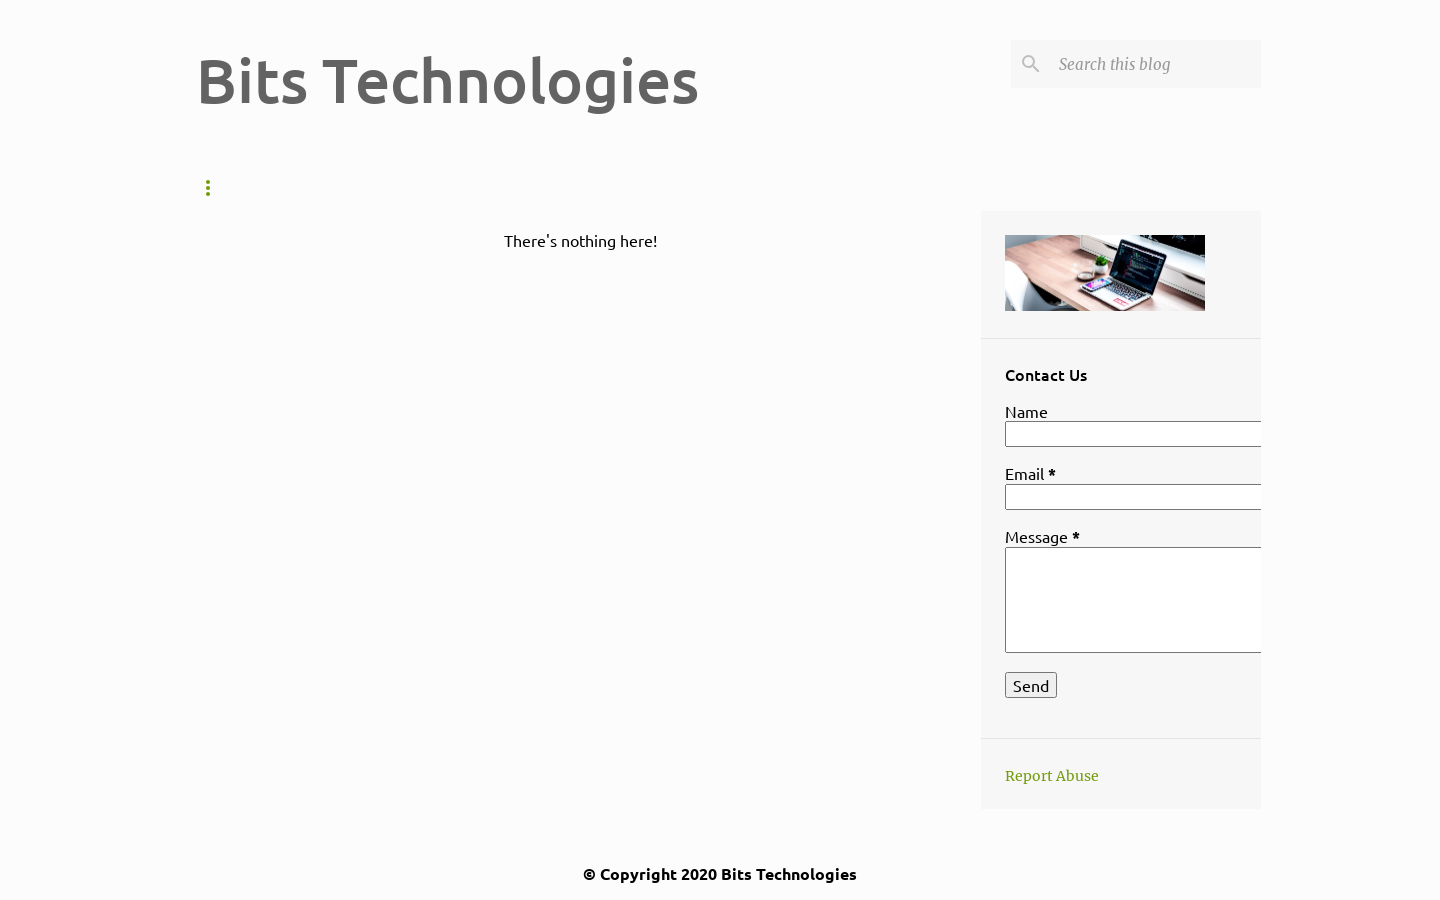 Bits Technologies
Search this blog
There's nothing here!
Contact Us
Name
Email *
Message *
Send
Report Abuse
© Copyright 2020 Bits Technologies